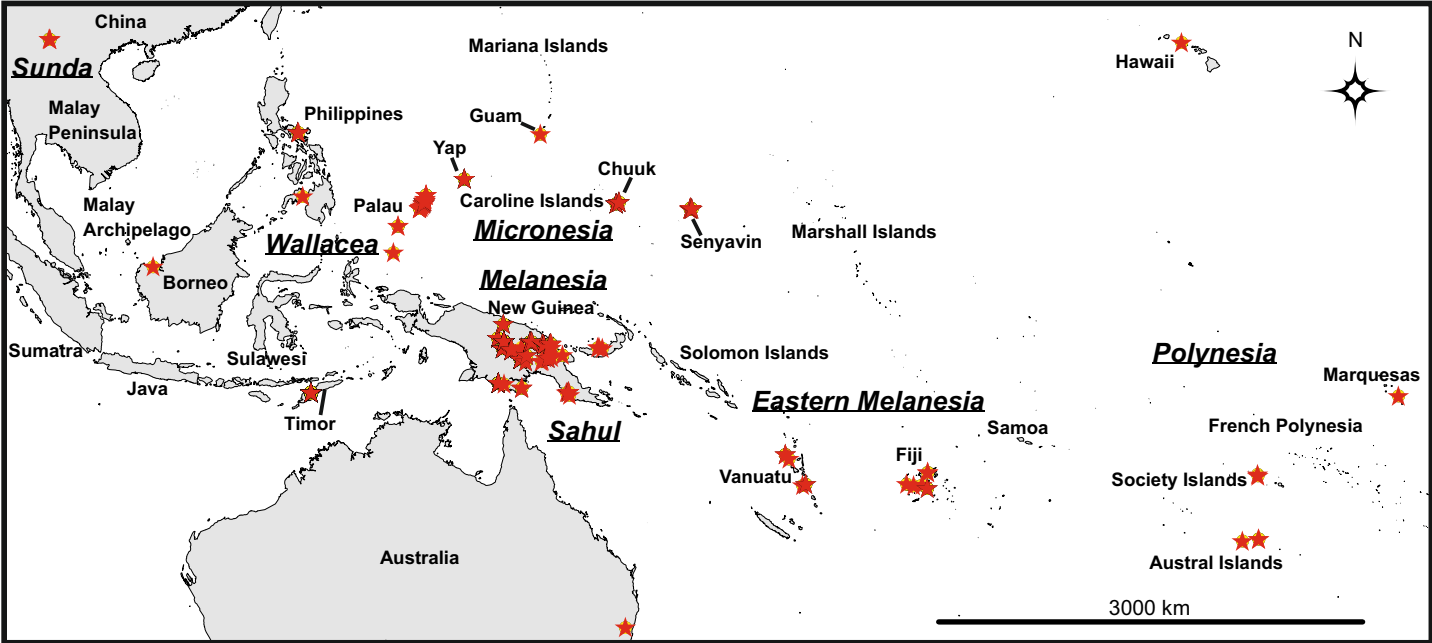 China
Mariana Islands
N
Hawaii
Sunda
Malay
Peninsula
Philippines
Guam
Yap
Chuuk
Malay
Archipelago
Palau
Caroline Islands
Wallacea
Micronesia
Senyavin
Marshall Islands
Borneo
Melanesia
New Guinea
Sumatra
Sulawesi
Solomon Islands
Polynesia
Java
Marquesas
Timor
Eastern Melanesia
Sahul
Samoa
French Polynesia
Fiji
Vanuatu
Society Islands
Australia
Austral Islands
3000 km